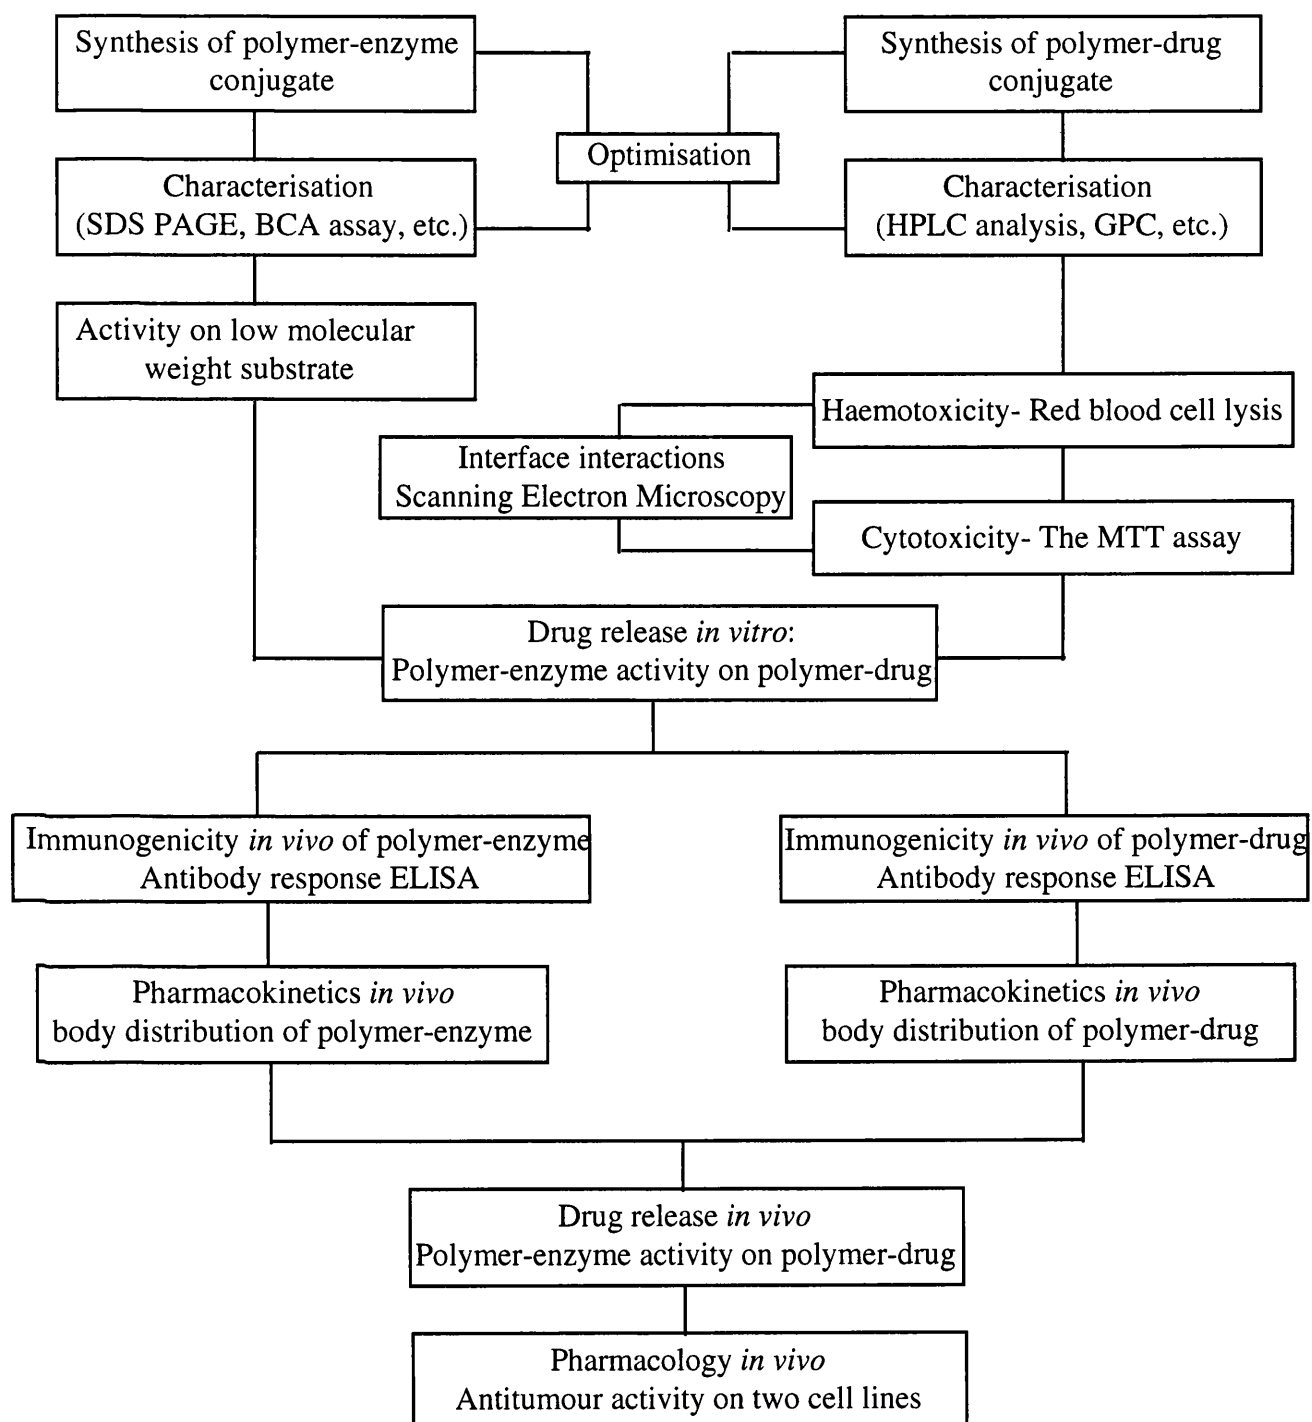 Synthesis of polymer-enzyme
conjugate
Synthesis of polymer-drug
conjugate
Optimisation
Characterisation
(SDS PAGE, BCA assay, etc.)
Characterisation
(HPLC analysis, GPC, etc.)
Activity on low molecular
weight substrate
Haemotoxicity- Red blood cell lysis
Interface interactions
Scanning Electron Microscopy
Cytotoxicity- The MTT assay
Drug release in vitro:
Polymer-enzyme activity on polymer-drug
Immunogenicity in vivo of polymer-enzyme
Antibody response ELISA
Immunogenicity in vivo of polymer-drug
Antibody response ELISA
Pharmacokinetics in vivo
body distribution of polymer-enzyme
Pharmacokinetics in vivo
body distribution of polymer-drug
Drug release in vivo
Polymer-enzyme activity on polymer-drug
Pharmacology in vivo
Antitumour activity on two cell lines